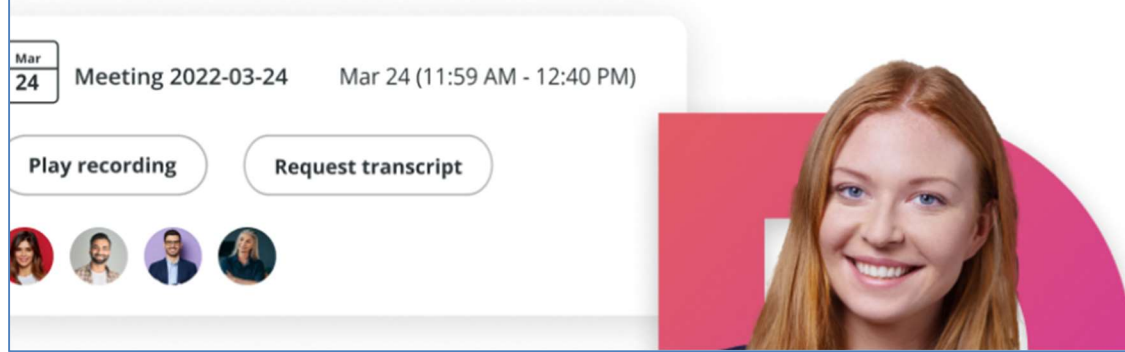 Mar
24
Meeting 2022-03-24
Mar 24 (11:59 AM - 12:40 PM)
Play recording
Request transcript